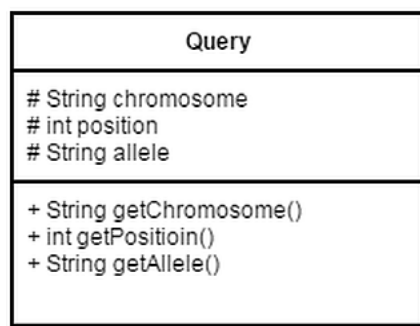 Query
# String chromosome
# int position
# String allele
+ String getChromosome()
+ int getPositioin()
+ String getAllele()